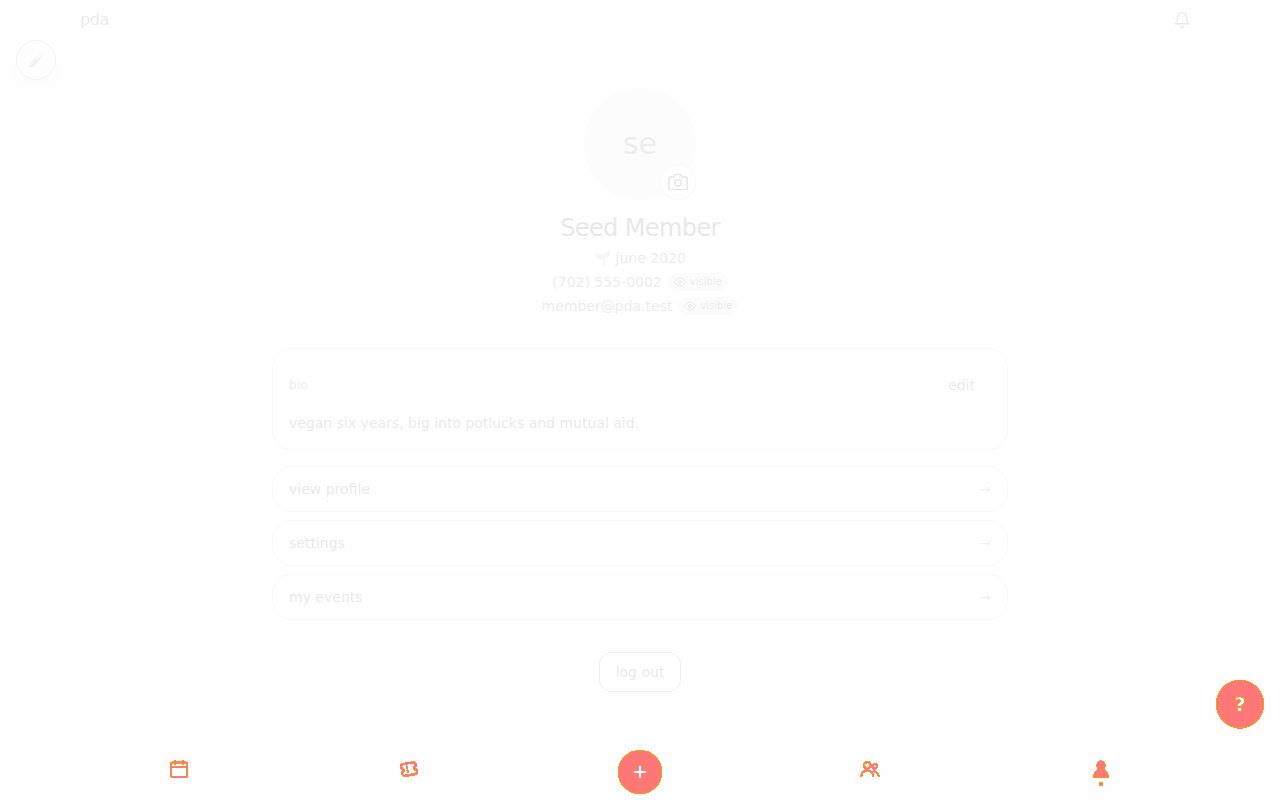 pda
se
Seed Member
june 2020
(702) 555-0002 visible
member@pda.test visible
bio edit
vegan six years, big into potlucks and mutual aid.
view profile →
settings →
my events →
log out
?
+